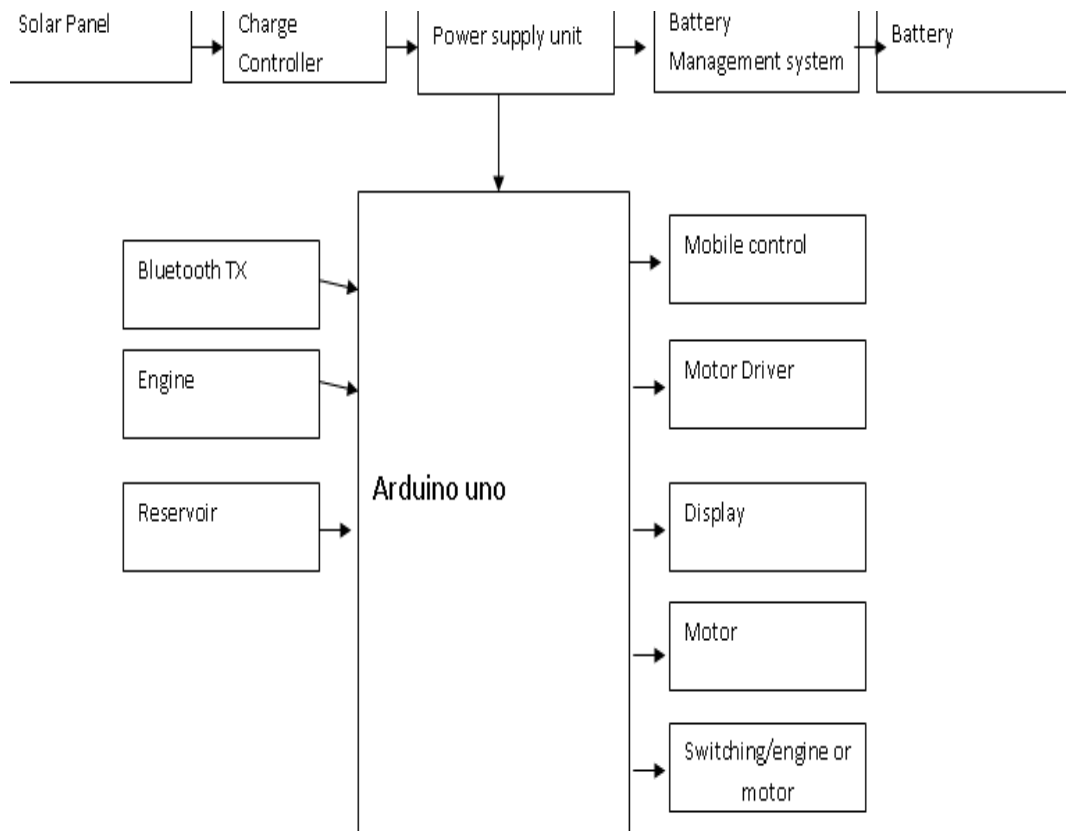 Solar Panel
Charge
Controller
Power supply unit
Battery
Management system
Battery
Bluetooth TX
Engine
Reservoir
Arduino uno
Mobile control
Motor Driver
Display
Motor
Switching/engine or
motor